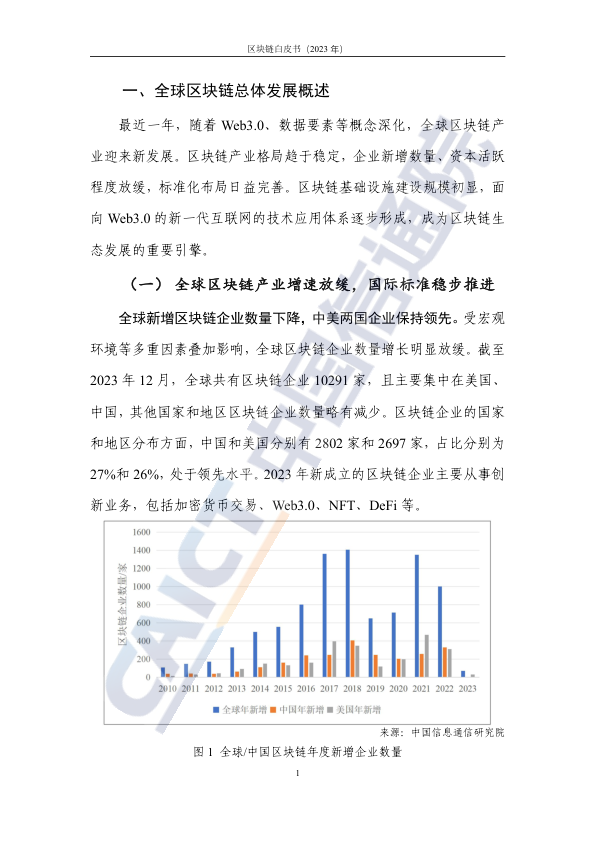 区块链白皮书（2023 年）
一、全球区块链总体发展概述
最近一年，随着 Web3.0、数据要素等概念深化，全球区块链产
业迎来新发展。区块链产业格局趋于稳定，企业新增数量、资本活跃
程度放缓，标准化布局日益完善。区块链基础设施建设规模初显，面
向 Web3.0 的新一代互联网的技术应用体系逐步形成，成为区块链生
态发展的重要引擎。
（一） 全球区块链产业增速放缓，国际标准稳步推进
全球新增区块链企业数量下降，中美两国企业保持领先。受宏观
环境等多重因素叠加影响，全球区块链企业数量增长明显放缓。截至
2023 年 12 月，全球共有区块链企业 10291 家，且主要集中在美国、
中国，其他国家和地区区块链企业数量略有减少。区块链企业的国家
和地区分布方面，中国和美国分别有 2802 家和 2697 家，占比分别为
27%和 26%，处于领先水平。2023 年新成立的区块链企业主要从事创
新业务，包括加密货币交易、Web3.0、NFT、DeFi 等。
区块链企业数量/家
1600
1400
1200
1000
800
600
400
200
0
2010 2011 2012 2013 2014 2015 2016 2017 2018 2019 2020 2021 2022 2023
全球年新增 中国年新增 美国年新增
来源：中国信息通信研究院
图 1 全球/中国区块链年度新增企业数量
1
CAICT 中国信通院